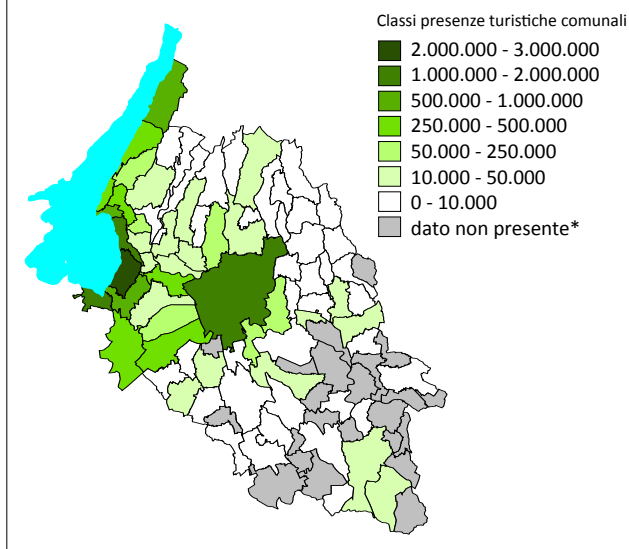 Classi presenze turistiche comunali
2.000.000 - 3.000.000
1.000.000 - 2.000.000
500.000 - 1.000.000
250.000 - 500.000
50.000 - 250.000
10.000 - 50.000
0 - 10.000
dato non presente*